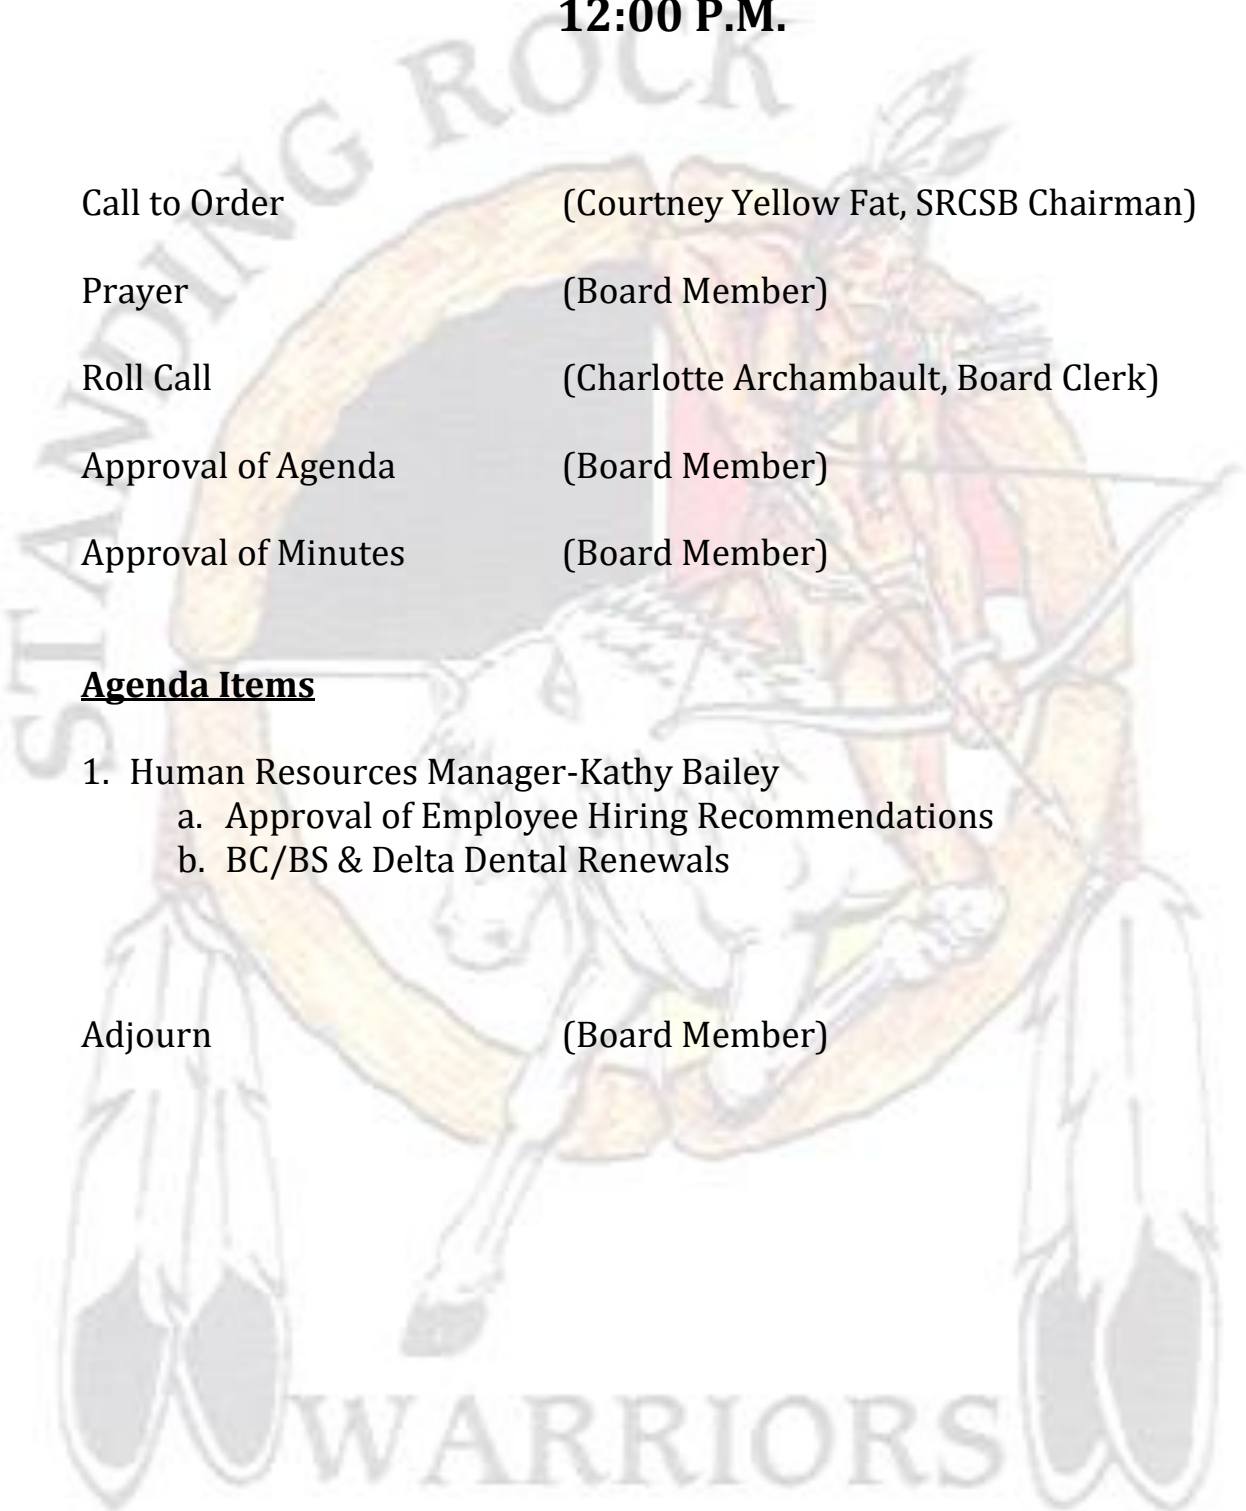 12:00 P.M.
STANDING ROCK
Call to Order (Courtney Yellow Fat, SRCSB Chairman)
Prayer (Board Member)
Roll Call (Charlotte Archambault, Board Clerk)
Approval of Agenda (Board Member)
Approval of Minutes (Board Member)
Agenda Items
1. Human Resources Manager-Kathy Bailey
a. Approval of Employee Hiring Recommendations
b. BC/BS & Delta Dental Renewals
Adjourn (Board Member)
WARRIORS